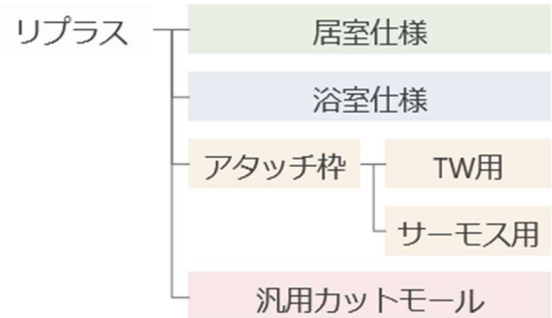 リプラス
居室仕様
浴室仕様
アタッチ枠
TW用
サーモス用
汎用カットモール